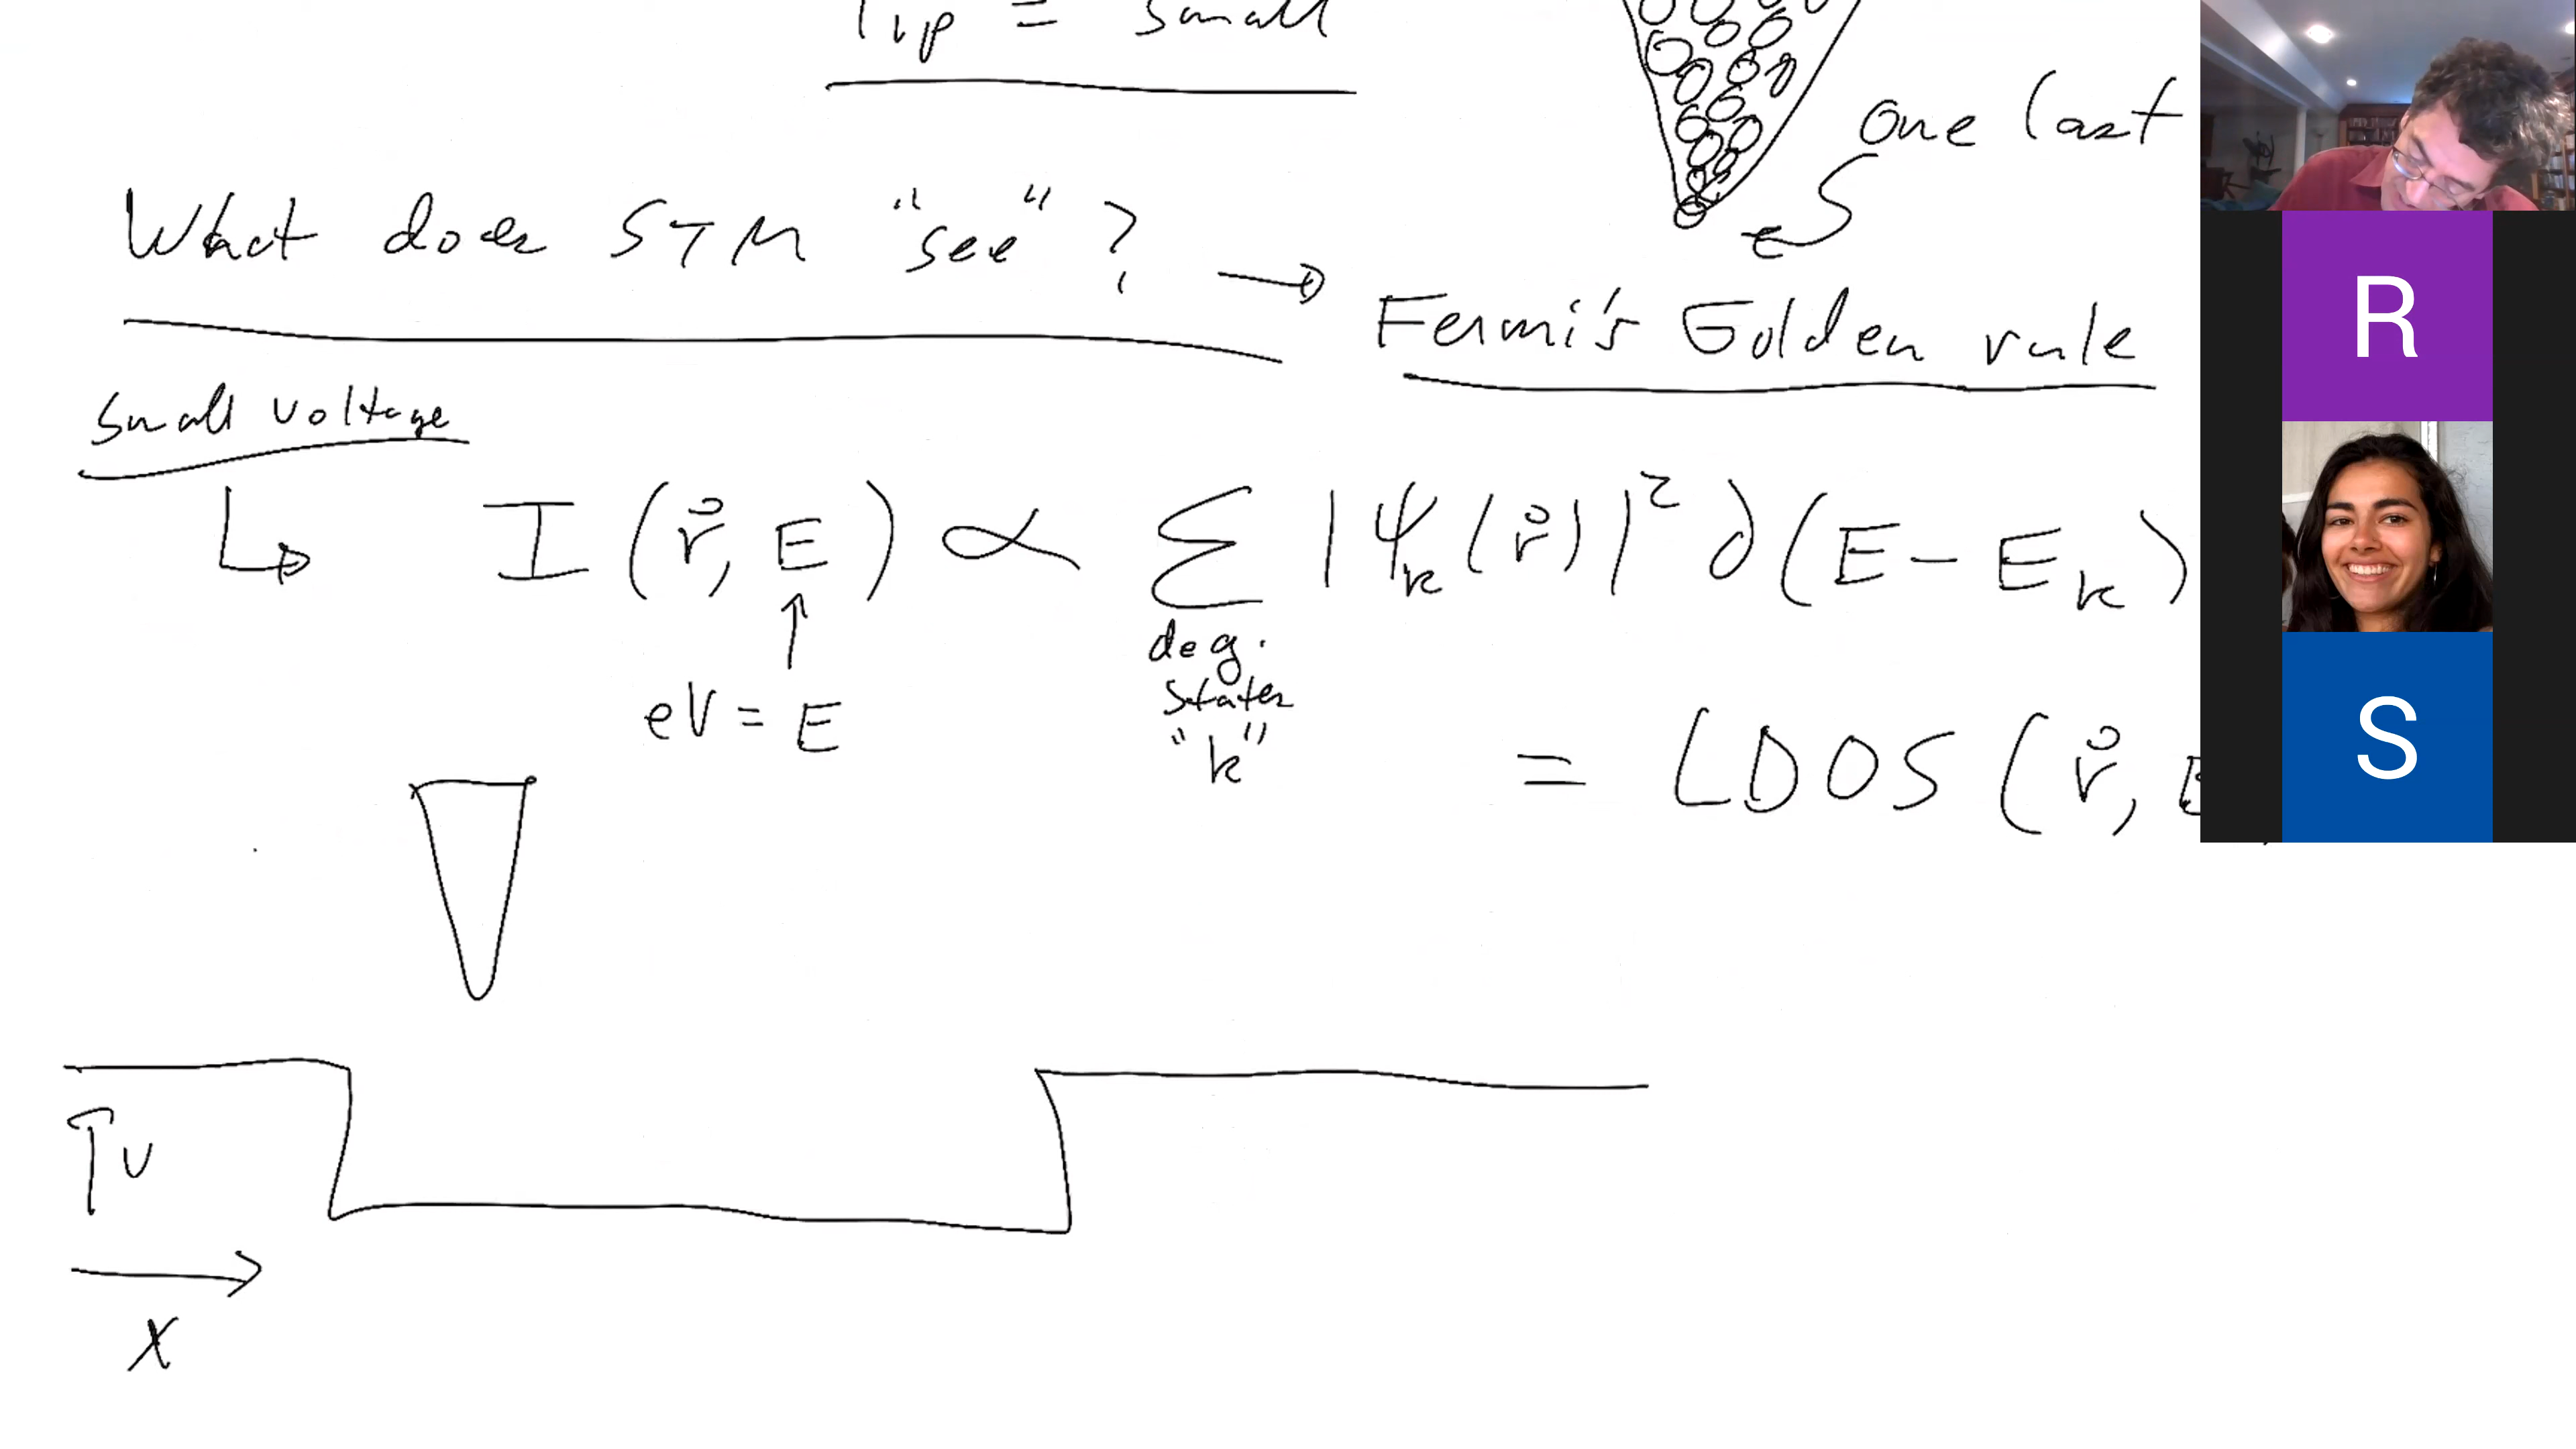 Tip = small
one last
What does STM "see"?
→ Fermi's Golden rule
small voltage
I (r⃗, E) ∝ Σ |ψₖ(r⃗)|² ∂(E - Eₖ)
deg.
states
"k"
eV = E
= LDOS (r⃗, E
U
x
R
S